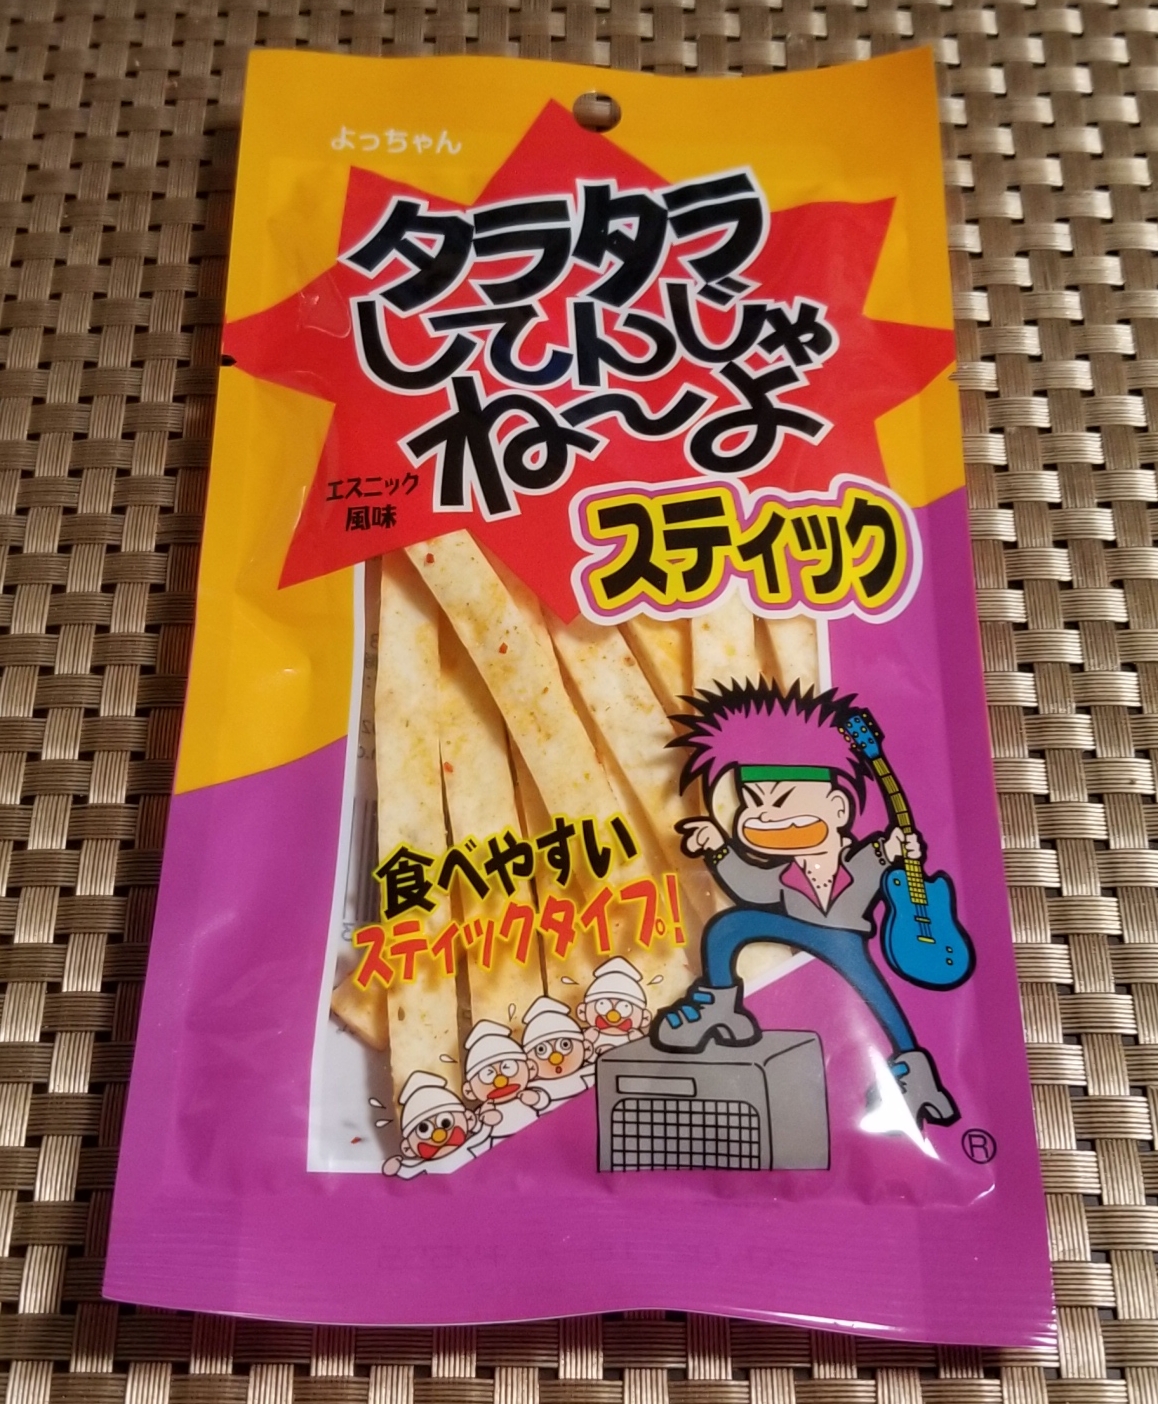 よっちゃん
タラタラ
してんじゃ
ね〜よ
エスニック
風味
スティック
食べやすい
スティックタイプ!
®